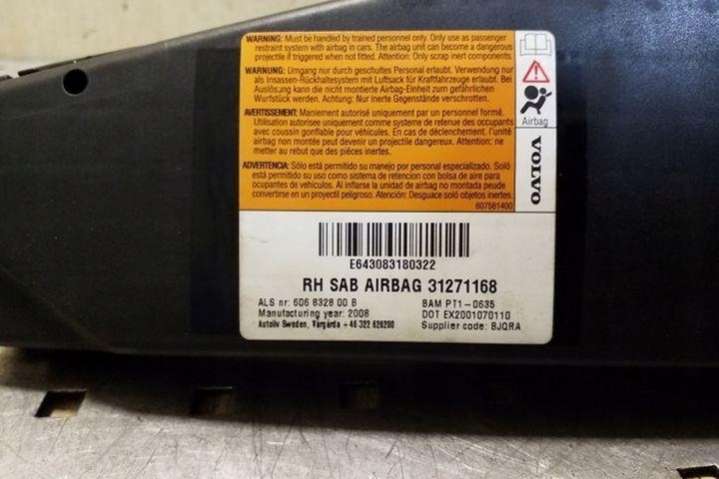 WARNING: Must be handled by trained personnel only. Only use as passenger
restraint system with airbag in cars. The airbag unit can become a dangerous
projectile if triggered when not fitted. Attention: Only scrap inert components.
WARNUNG: Umgang nur durch geschultes Personal erlaubt. Verwendung nur
als Insassen-Rückhaltesystem mit Luftsack für Kraftfahrzeuge erlaubt. Bei
Auslösung kann die nicht montierte Airbag-Einheit zum gefährlichen
Wurfstück werden. Achtung: Nur inerte Gegenstände verschrotten.
AVERTISSEMENT: Maniement autorisé uniquement par un personnel formé.
Utilisation autorisée uniquement comme système de retenue des occupants
avec coussin gonflable pour véhicules. En cas de déclenchement, l'unité
airbag non montée peut devenir un projectile dangereux. Attention: ne
mettre au rebut que des pièces inertes.
ADVERTENCIA: Sólo está permitido su manejo por personal especializado. Solo
está permitido su uso como sistema de retención con bolsa de aire para
ocupantes de vehículos. Al inflarse la unidad de airbag no montada peude
convertirse en un proyectil peligroso. Atención: Desguace soló objetos inertes.
607581400
Airbag
VOLVO
E643083180322
RH SAB AIRBAG 31271168
ALS nr: 606 8328 00 B
BAM PT1-0635
Manufacturing year: 2008
DOT EX2001070110
Autoliv Sweden, Vårgårda +46 322 626200
Supplier code: BJQRA